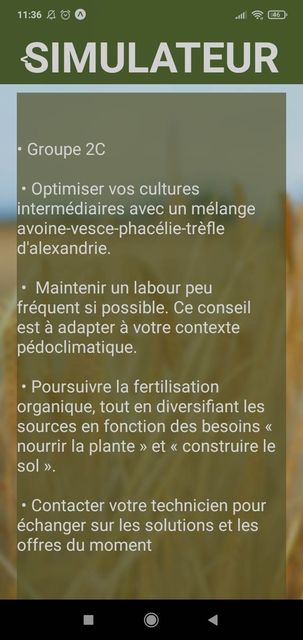 11:36
46
SIMULATEUR
• Groupe 2C
• Optimiser vos cultures
intermédiaires avec un mélange
avoine-vesce-phacélie-trèfle
d'alexandrie.
• Maintenir un labour peu
fréquent si possible. Ce conseil
est à adapter à votre contexte
pédoclimatique.
• Poursuivre la fertilisation
organique, tout en diversifiant les
sources en fonction des besoins «
nourrir la plante » et « construire le
sol ».
• Contacter votre technicien pour
échanger sur les solutions et les
offres du moment